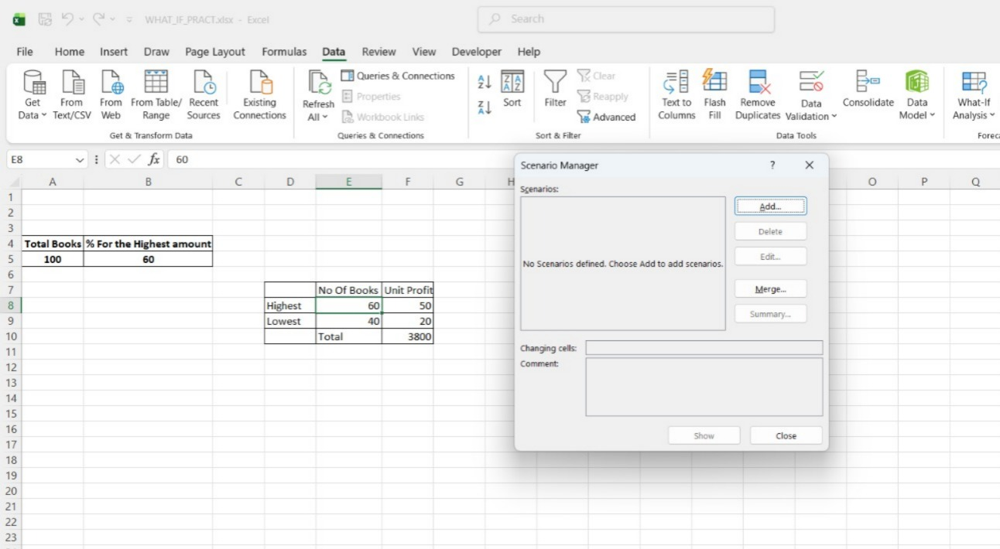 WHAT_IF_PRACT.xlsx - Excel
Search
File Home Insert Draw Page Layout Formulas Data Review View Developer Help
Get Data From Text/CSV From Web From Table/Range Recent Sources Existing Connections
Get & Transform Data
Refresh All Queries & Connections
Properties
Workbook Links
Queries & Connections
Sort Filter Clear
Reapply
Advanced
Sort & Filter
Text to Columns Flash Fill Remove Duplicates Data Validation Consolidate Data Model
Data Tools
What-If Analysis
Forec
E8 fx 60
A B C D E F G H O P Q
1
2
3
4 Total Books % For the Highest amount
5 100 60
6
7 No Of Books Unit Profit
8 Highest 60 50
9 Lowest 40 20
10 Total 3800
11
12
13
14
15
16
17
18
19
20
21
22
23
Scenario Manager ? 
Scenarios:
No Scenarios defined. Choose Add to add scenarios.
Add...
Delete
Edit...
Merge...
Summary...
Changing cells:
Comment:
Show Close